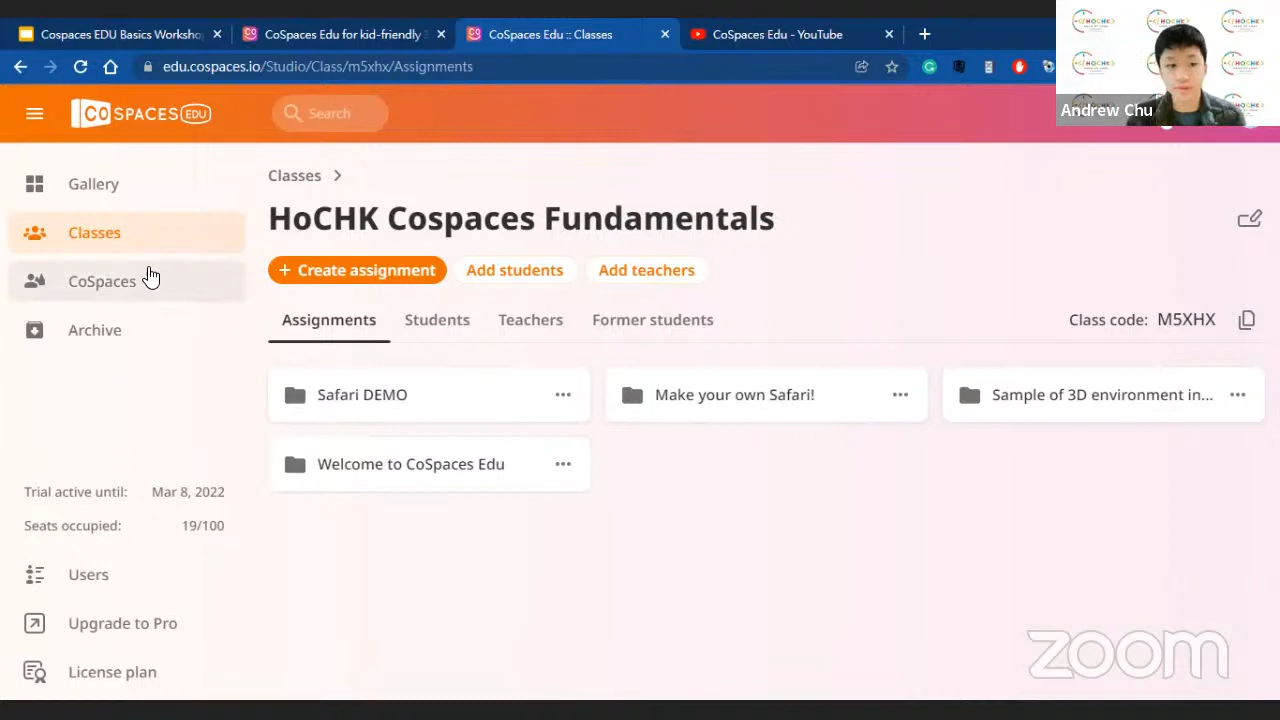 Cospaces EDU Basics Worksho
CoSpaces Edu for kid-friendly 3
CoSpaces Edu :: Classes
CoSpaces Edu - YouTube
edu.cospaces.io/Studio/Class/m5xhx/Assignments
HOCHK
Andrew Chu
COSPACES EDU
Search
Gallery
Classes
CoSpaces
Archive
Trial active until: Mar 8, 2022
Seats occupied: 19/100
Users
Upgrade to Pro
License plan
Classes
HoCHK Cospaces Fundamentals
+ Create assignment
Add students
Add teachers
Assignments
Students
Teachers
Former students
Class code: M5XHX
Safari DEMO
Make your own Safari!
Sample of 3D environment in...
Welcome to CoSpaces Edu
zoom